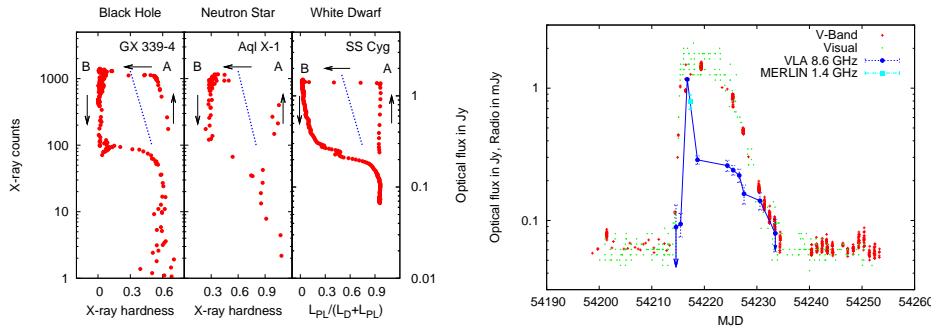 Black Hole
Neutron Star
White Dwarf
GX 339-4
Aql X-1
SS Cyg
B
A
B
A
B
A
1000
100
10
1
X-ray counts
0
0.3
0.6
0
0.3
0.6
0.9
0
0.3
0.6
0.9
X-ray hardness
X-ray hardness
L_PL/(L_D+L_PL)
1
0.1
0.01
Optical flux in Jy
V-Band
Visual
VLA 8.6 GHz
MERLIN 1.4 GHz
1
0.1
Optical flux in Jy, Radio in mJy
54190
54200
54210
54220
54230
54240
54250
54260
MJD